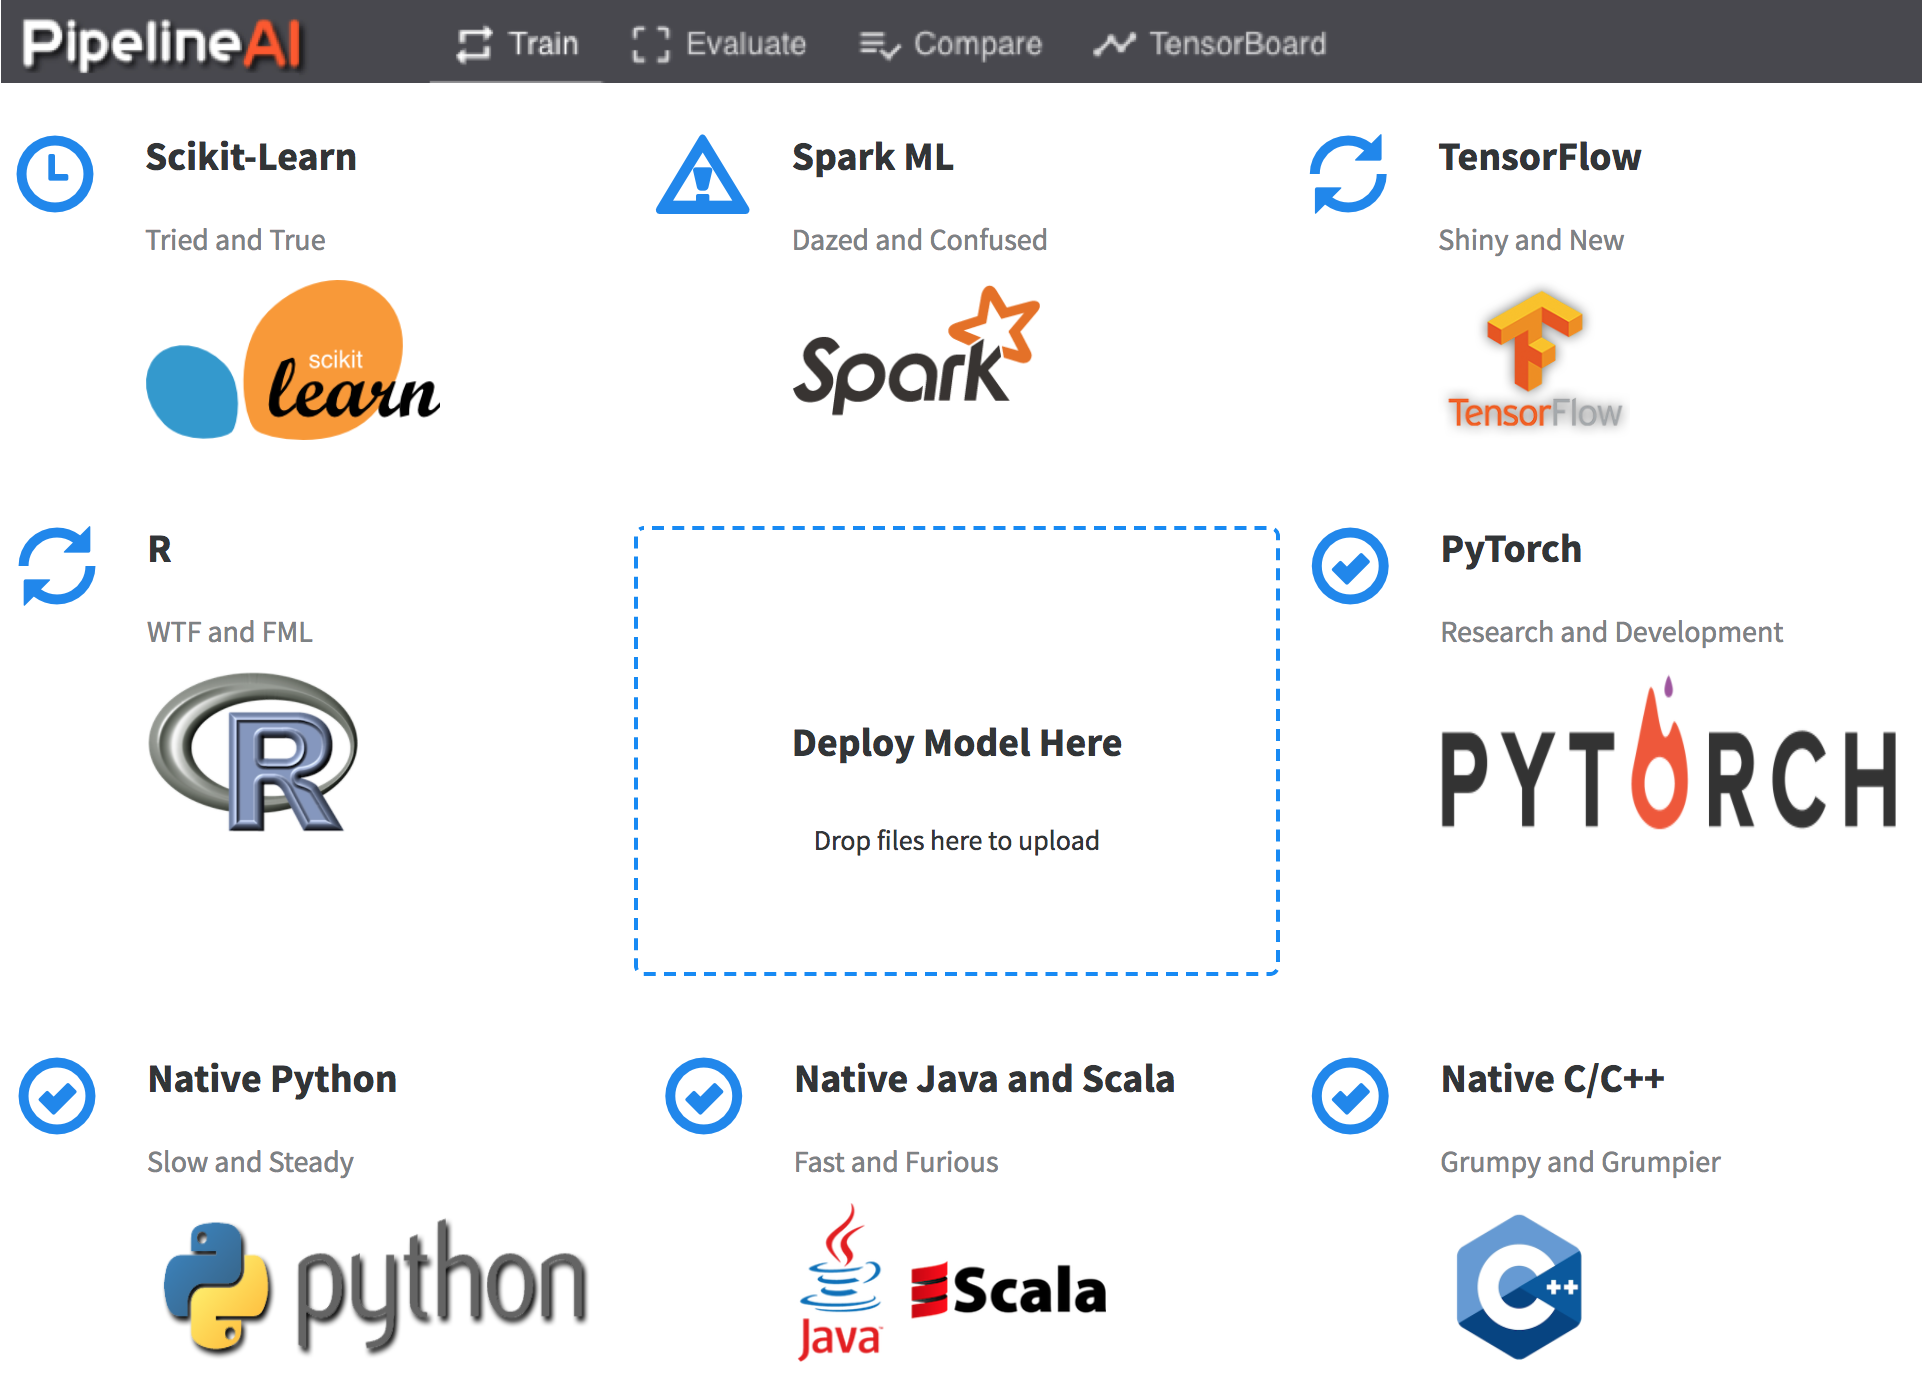 PipelineAI Train Evaluate Compare TensorBoard
Scikit-Learn
Tried and True
scikit
learn
Spark ML
Dazed and Confused
Spark
TensorFlow
Shiny and New
TensorFlow
R
WTF and FML
R
Deploy Model Here
Drop files here to upload
PyTorch
Research and Development
PYTORCH
Native Python
Slow and Steady
python
Native Java and Scala
Fast and Furious
Java
Scala
Native C/C++
Grumpy and Grumpier
C++